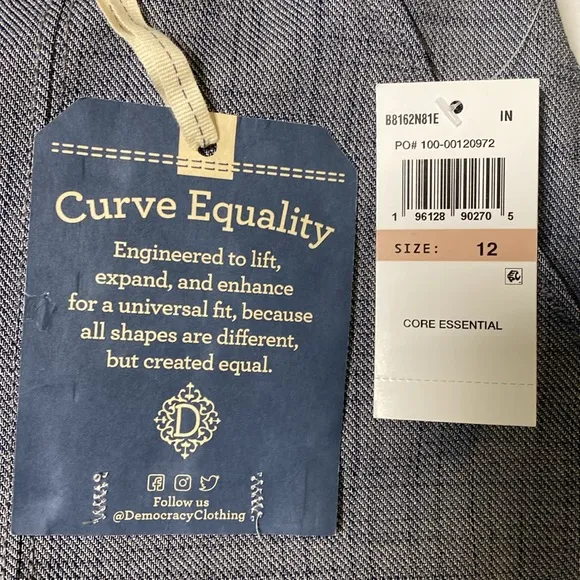 Curve Equality
Engineered to lift,
expand, and enhance
for a universal fit, because
all shapes are different,
but created equal.
D
Follow us
@DemocracyClothing
B8162N81E IN
PO# 100-00120972
1 96128 90270 5
SIZE: 12
CORE ESSENTIAL